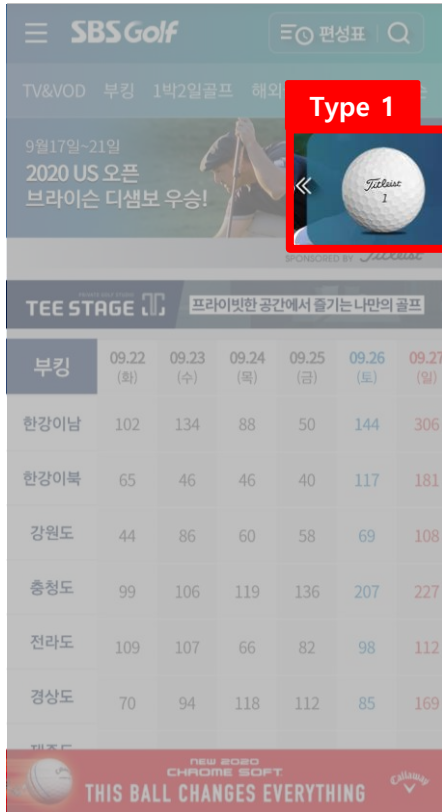 SBS Golf
편성표
TV&VOD 부킹 1박2일골프 해외
Type 1
9월17일~21일
2020 US 오픈
브라이슨 디샘보 우승!
Titleist
1
SPONSORED BY Titleist
TEE STAGE 프라이빗한 공간에서 즐기는 나만의 골프
부킹 09.22 09.23 09.24 09.25 09.26 09.27
(화) (수) (목) (금) (토) (일)
한강이남 102 134 88 50 144 306
한강이북 65 46 46 40 117 181
강원도 44 86 60 58 69 108
충청도 99 106 119 136 207 227
전라도 109 107 66 82 98 112
경상도 70 94 118 112 85 169
NEW 2020
CHROME SOFT
THIS BALL CHANGES EVERYTHING
Callaway